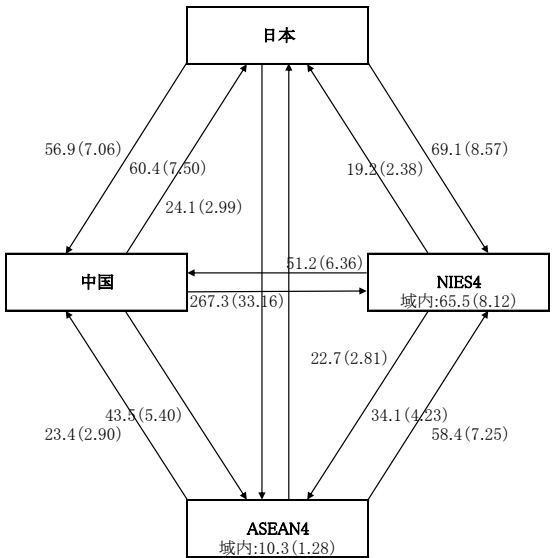 日本
56.9(7.06)
69.1(8.57)
60.4(7.50)
19.2(2.38)
24.1(2.99)
51.2(6.36)
中国
NIES4
267.3(33.16)
域内:65.5(8.12)
22.7(2.81)
43.5(5.40)
34.1(4.23)
23.4(2.90)
58.4(7.25)
ASEAN4
域内:10.3(1.28)